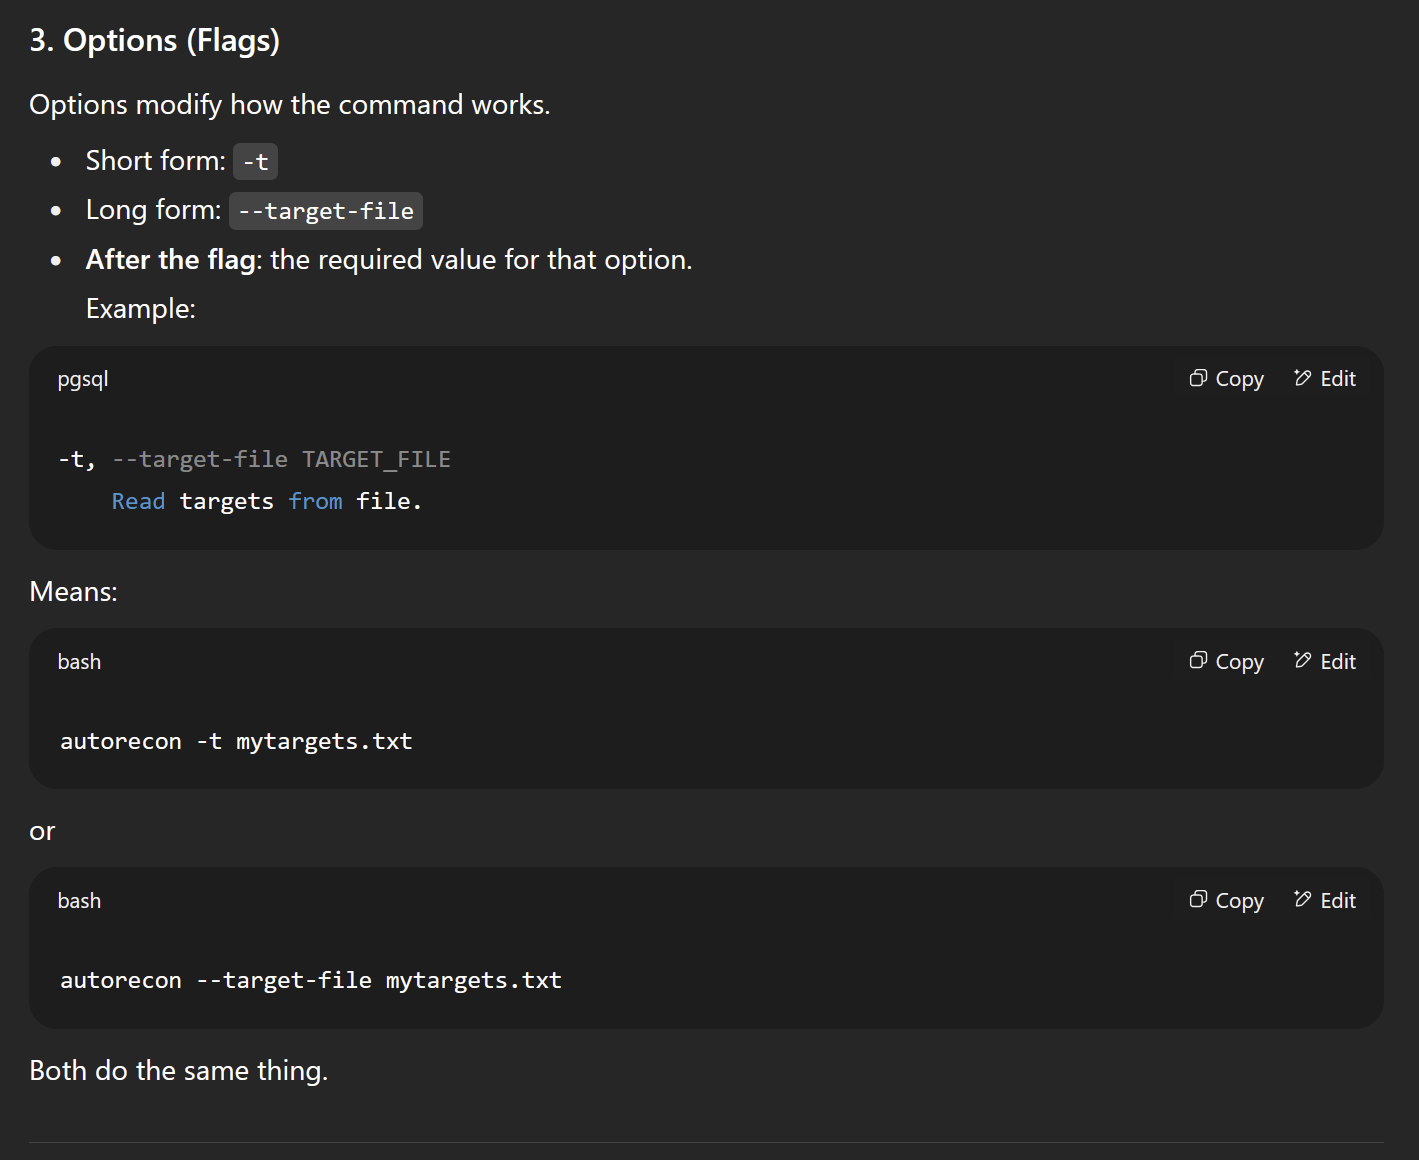 3. Options (Flags)
Options modify how the command works.
• Short form: -t
• Long form: --target-file
• After the flag: the required value for that option.
Example:
pgsql Copy Edit
-t, --target-file TARGET_FILE
    Read targets from file.
Means:
bash Copy Edit
autorecon -t mytargets.txt
or
bash Copy Edit
autorecon --target-file mytargets.txt
Both do the same thing.